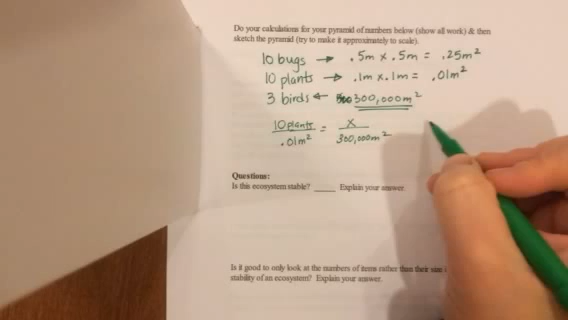 Do your calculations for your pyramid of numbers below (show all work) & then
sketch the pyramid (try to make it approximately to scale).
10 bugs → .5m x .5m = .25m²
10 plants → .1m x .1m = .01m²
3 birds ← 300,000m²
10 plants / .01m² = x / 300,000m²
Questions:
Is this ecosystem stable? _____ Explain your answer.
Is it good to only look at the numbers of items rather than their size
stability of an ecosystem? Explain your answer.